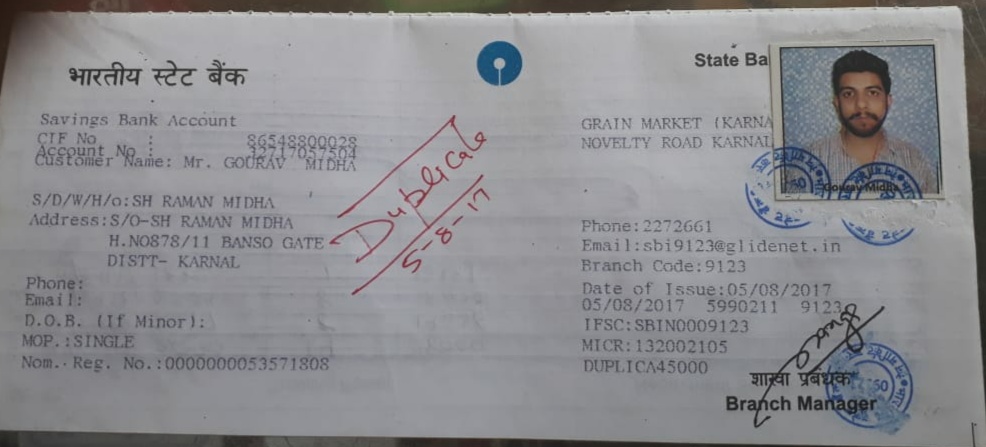 भारतीय स्टेट बैंक
State Ba
Savings Bank Account
CIF No : 86548800028
Account No : 32717057504
Customer Name: Mr. GOURAV MIDHA
S/D/W/H/o:SH RAMAN MIDHA
Address:S/O-SH RAMAN MIDHA
H.NO878/11 BANSO GATE
DISTT- KARNAL
Phone:
Email:
D.O.B. (If Minor):
MOP.:SINGLE
Nom. Reg. No.:0000000053571808
Duplicate
5-8-17
GRAIN MARKET (KARNA
NOVELTY ROAD KARNAL
Gourav Midha
Phone:2272661
Email:sbi9123@glidenet.in
Branch Code:9123
Date of Issue:05/08/2017
05/08/2017 5990211 9123
IFSC:SBIN0009123
MICR:132002105
DUPLICA45000
शाखा प्रबंधक
Branch Manager